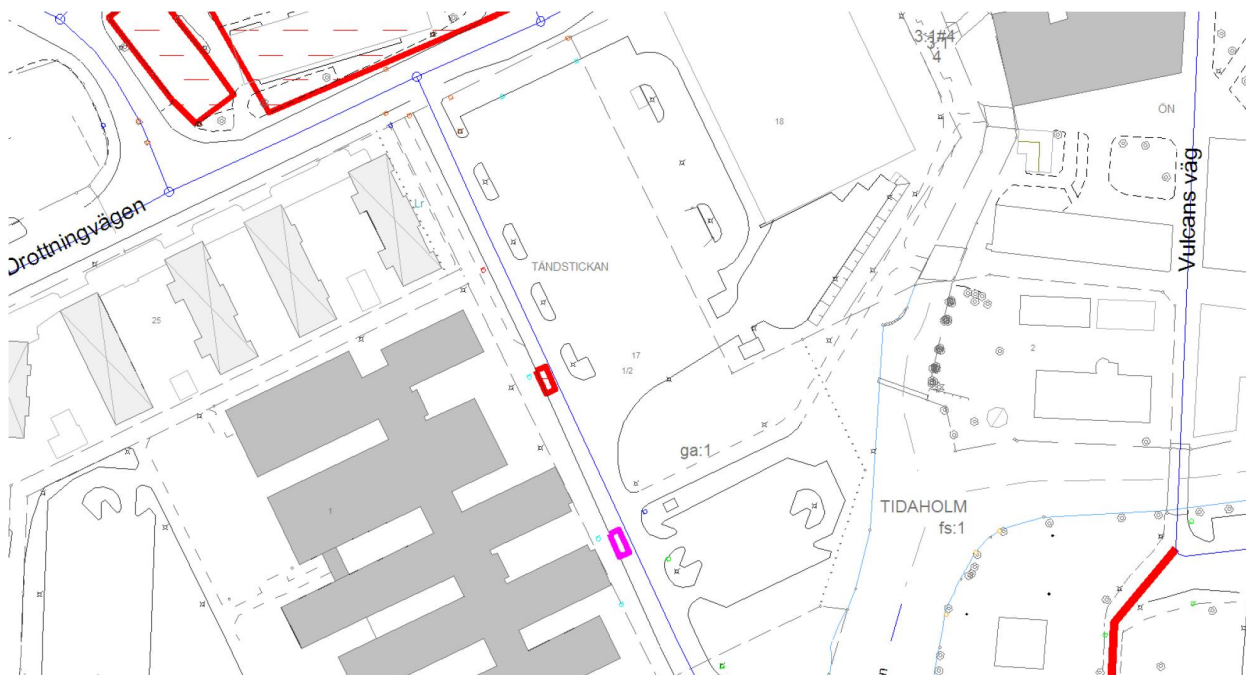 3:1#4
3:1
4
ÖN
18
Vulcans väg
Lr
Drottningvägen
TÄNDSTICKAN
25
17
1/2
2
ga:1
TIDAHOLM
fs:1
1
n